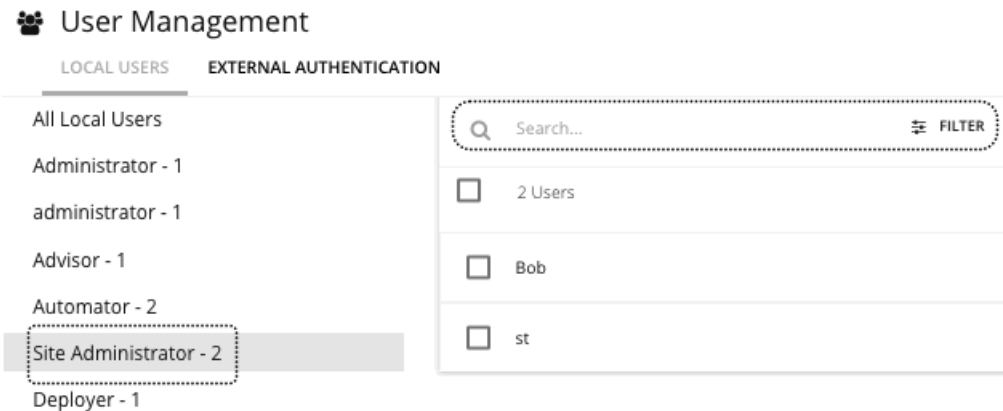 User Management
LOCAL USERS EXTERNAL AUTHENTICATION
All Local Users
Administrator - 1
administrator - 1
Advisor - 1
Automator - 2
Site Administrator - 2
Deployer - 1
Search... FILTER
2 Users
Bob
st